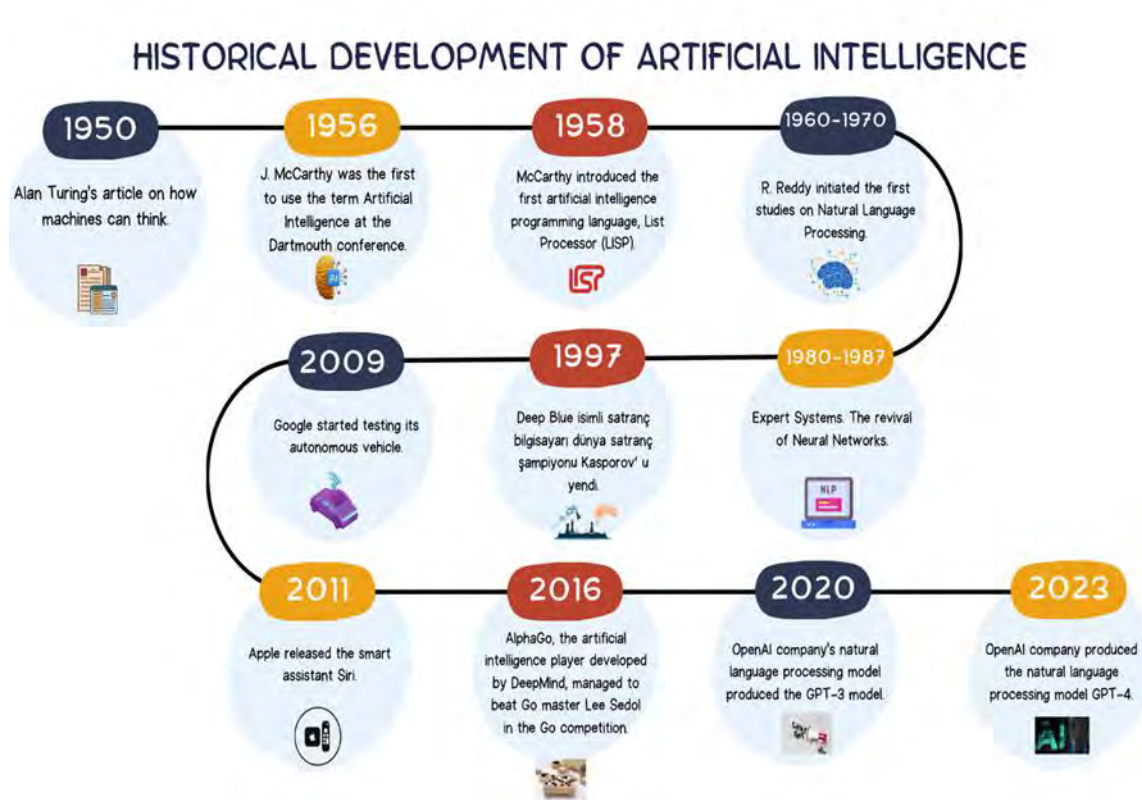 HISTORICAL DEVELOPMENT OF ARTIFICIAL INTELLIGENCE
1950
Alan Turing's article on how
machines can think.
1956
J. McCarthy was the first
to use the term Artificial
Intelligence at the
Dartmouth conference.
AI
1958
McCarthy introduced the
first artificial intelligence
programming language, List
Processor (LISP).
LISP
1960-1970
R. Reddy initiated the first
studies on Natural Language
Processing.
1980-1987
Expert Systems. The revival
of Neural Networks.
NLP
1997
Deep Blue isimli satranç
bilgisayarı dünya satranç
şampiyonu Kasporov' u
yendi.
2009
Google started testing its
autonomous vehicle.
2011
Apple released the smart
assistant Siri.
2016
AlphaGo, the artificial
intelligence player developed
by DeepMind, managed to
beat Go master Lee Sedol
in the Go competition.
2020
OpenAI company's natural
language processing model
produced the GPT-3 model.
2023
OpenAI company produced
the natural language
processing model GPT-4.
AI